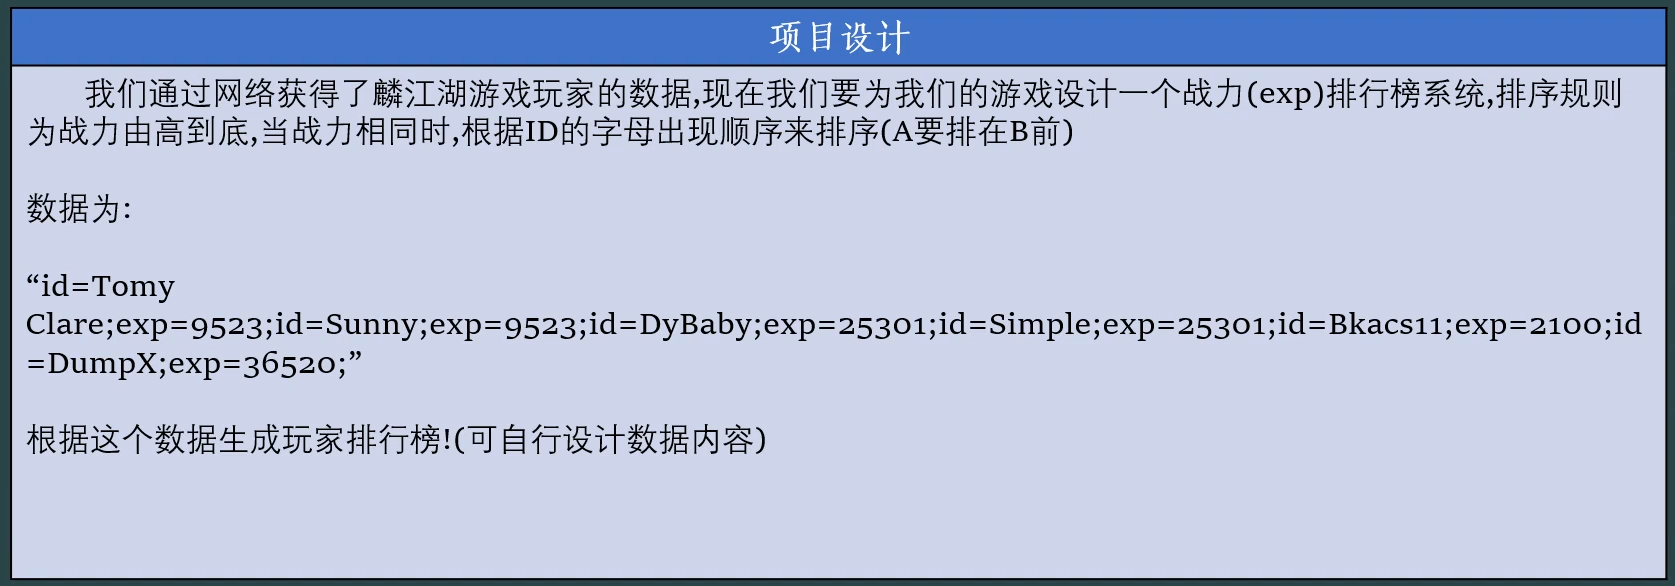 项目设计
我们通过网络获得了麟江湖游戏玩家的数据,现在我们要为我们的游戏设计一个战力(exp)排行榜系统,排序规则
为战力由高到底,当战力相同时,根据ID的字母出现顺序来排序(A要排在B前)
数据为:
“id=Tomy
Clare;exp=9523;id=Sunny;exp=9523;id=DyBaby;exp=25301;id=Simple;exp=25301;id=Bkacs11;exp=2100;id
=DumpX;exp=36520;”
根据这个数据生成玩家排行榜!(可自行设计数据内容)